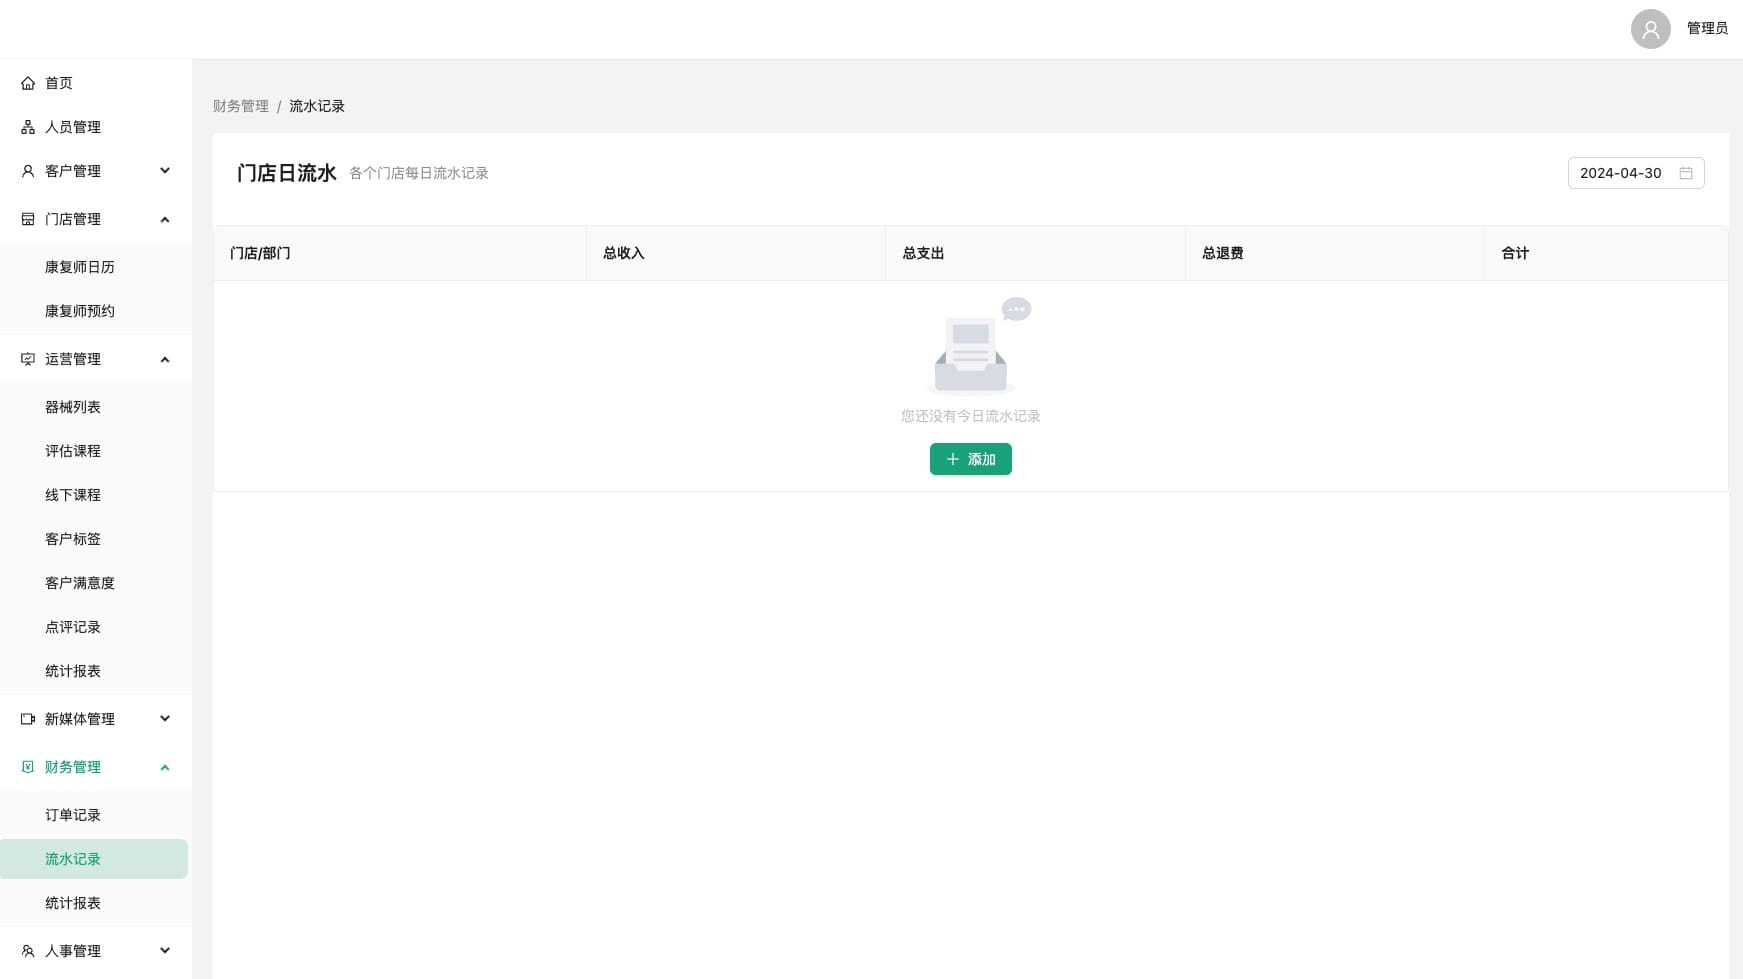 管理员
首页
人员管理
客户管理
门店管理
康复师日历
康复师预约
运营管理
器械列表
评估课程
线下课程
客户标签
客户满意度
点评记录
统计报表
新媒体管理
财务管理
订单记录
流水记录
统计报表
人事管理
财务管理 / 流水记录
门店日流水 各个门店每日流水记录 2024-04-30
门店/部门 总收入 总支出 总退费 合计
您还没有今日流水记录
添加